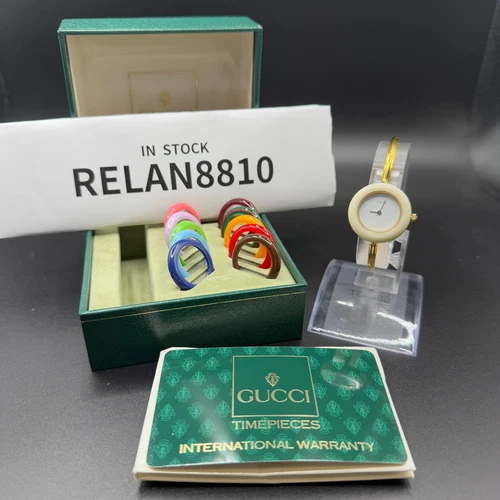 IN STOCK
RELAN8810
GUCCI
TIMEPIECES
INTERNATIONAL WARRANTY